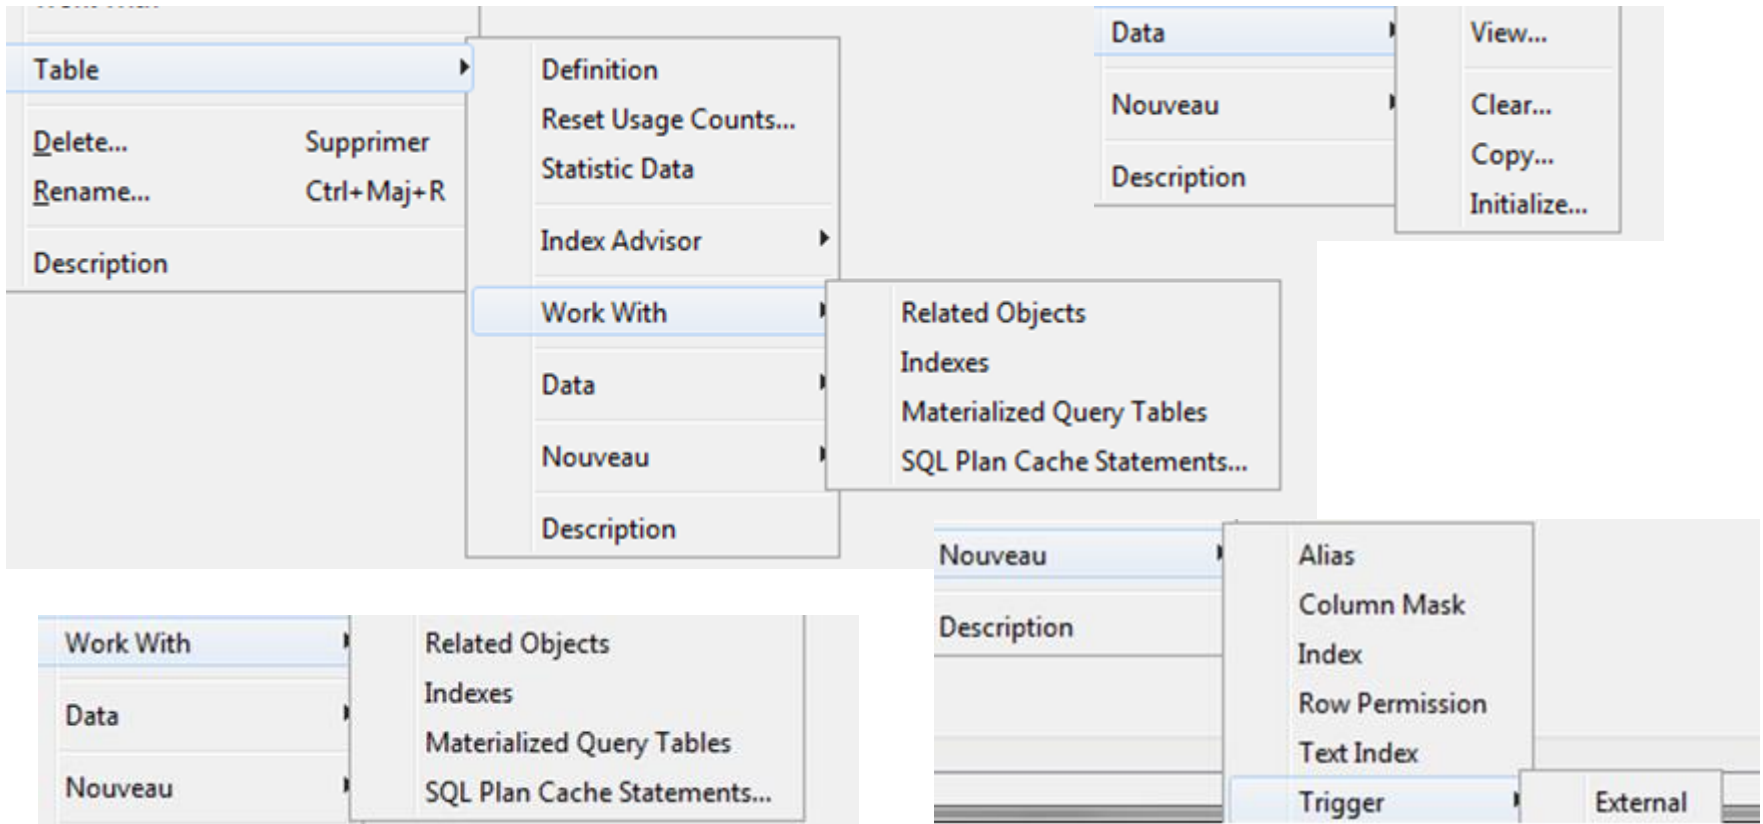 Table
Delete... Supprimer
Rename... Ctrl+Maj+R
Description
Definition
Reset Usage Counts...
Statistic Data
Index Advisor
Work With
Data
Nouveau
Description
Related Objects
Indexes
Materialized Query Tables
SQL Plan Cache Statements...
Data
Nouveau
Description
View...
Clear...
Copy...
Initialize...
Work With
Data
Nouveau
Related Objects
Indexes
Materialized Query Tables
SQL Plan Cache Statements...
Nouveau
Description
Alias
Column Mask
Index
Row Permission
Text Index
Trigger
External